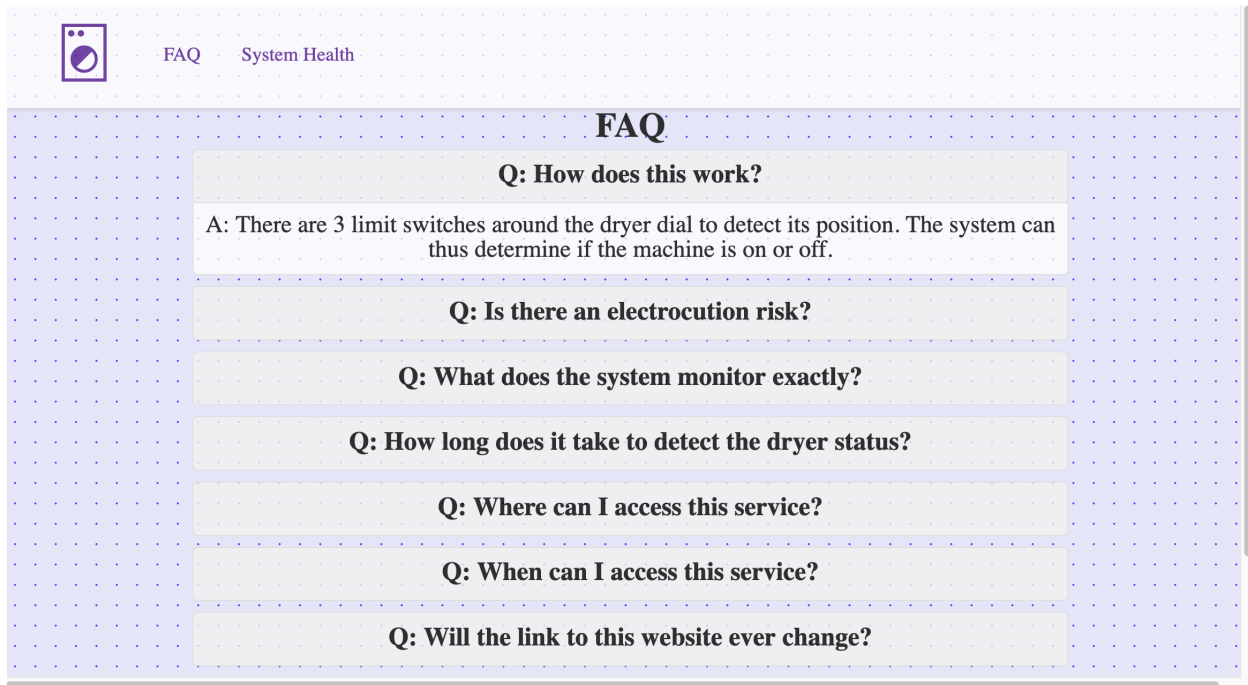 FAQ
System Health
FAQ
Q: How does this work?
A: There are 3 limit switches around the dryer dial to detect its position. The system can
thus determine if the machine is on or off.
Q: Is there an electrocution risk?
Q: What does the system monitor exactly?
Q: How long does it take to detect the dryer status?
Q: Where can I access this service?
Q: When can I access this service?
Q: Will the link to this website ever change?